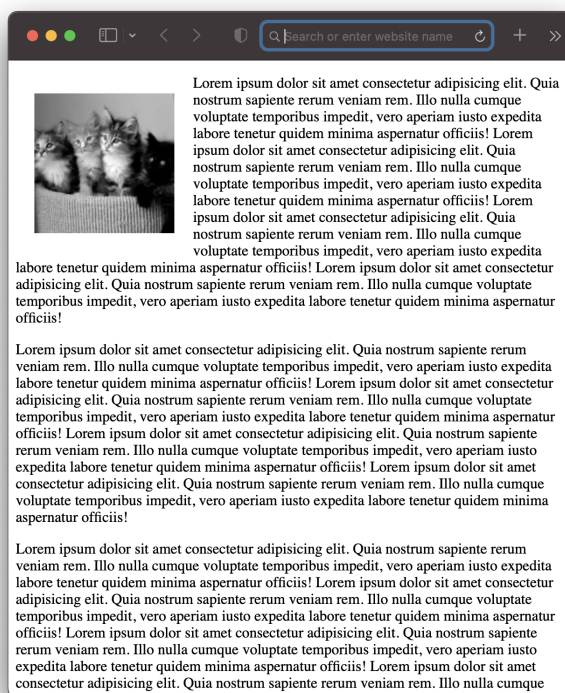 Search or enter website name
Lorem ipsum dolor sit amet consectetur adipisicing elit. Quia
nostrum sapiente rerum veniam rem. Illo nulla cumque
voluptate temporibus impedit, vero aperiam iusto expedita
labore tenetur quidem minima aspernatur officiis! Lorem
ipsum dolor sit amet consectetur adipisicing elit. Quia
nostrum sapiente rerum veniam rem. Illo nulla cumque
voluptate temporibus impedit, vero aperiam iusto expedita
labore tenetur quidem minima aspernatur officiis! Lorem
ipsum dolor sit amet consectetur adipisicing elit. Quia
nostrum sapiente rerum veniam rem. Illo nulla cumque
voluptate temporibus impedit, vero aperiam iusto expedita
labore tenetur quidem minima aspernatur officiis! Lorem ipsum dolor sit amet consectetur
adipisicing elit. Quia nostrum sapiente rerum veniam rem. Illo nulla cumque voluptate
temporibus impedit, vero aperiam iusto expedita labore tenetur quidem minima aspernatur
officiis!
Lorem ipsum dolor sit amet consectetur adipisicing elit. Quia nostrum sapiente rerum
veniam rem. Illo nulla cumque voluptate temporibus impedit, vero aperiam iusto expedita
labore tenetur quidem minima aspernatur officiis! Lorem ipsum dolor sit amet consectetur
adipisicing elit. Quia nostrum sapiente rerum veniam rem. Illo nulla cumque voluptate
temporibus impedit, vero aperiam iusto expedita labore tenetur quidem minima aspernatur
officiis! Lorem ipsum dolor sit amet consectetur adipisicing elit. Quia nostrum sapiente
rerum veniam rem. Illo nulla cumque voluptate temporibus impedit, vero aperiam iusto
expedita labore tenetur quidem minima aspernatur officiis! Lorem ipsum dolor sit amet
consectetur adipisicing elit. Quia nostrum sapiente rerum veniam rem. Illo nulla cumque
voluptate temporibus impedit, vero aperiam iusto expedita labore tenetur quidem minima
aspernatur officiis!
Lorem ipsum dolor sit amet consectetur adipisicing elit. Quia nostrum sapiente rerum
veniam rem. Illo nulla cumque voluptate temporibus impedit, vero aperiam iusto expedita
labore tenetur quidem minima aspernatur officiis! Lorem ipsum dolor sit amet consectetur
adipisicing elit. Quia nostrum sapiente rerum veniam rem. Illo nulla cumque voluptate
temporibus impedit, vero aperiam iusto expedita labore tenetur quidem minima aspernatur
officiis! Lorem ipsum dolor sit amet consectetur adipisicing elit. Quia nostrum sapiente
rerum veniam rem. Illo nulla cumque voluptate temporibus impedit, vero aperiam iusto
expedita labore tenetur quidem minima aspernatur officiis! Lorem ipsum dolor sit amet
consectetur adipisicing elit. Quia nostrum sapiente rerum veniam rem. Illo nulla cumque